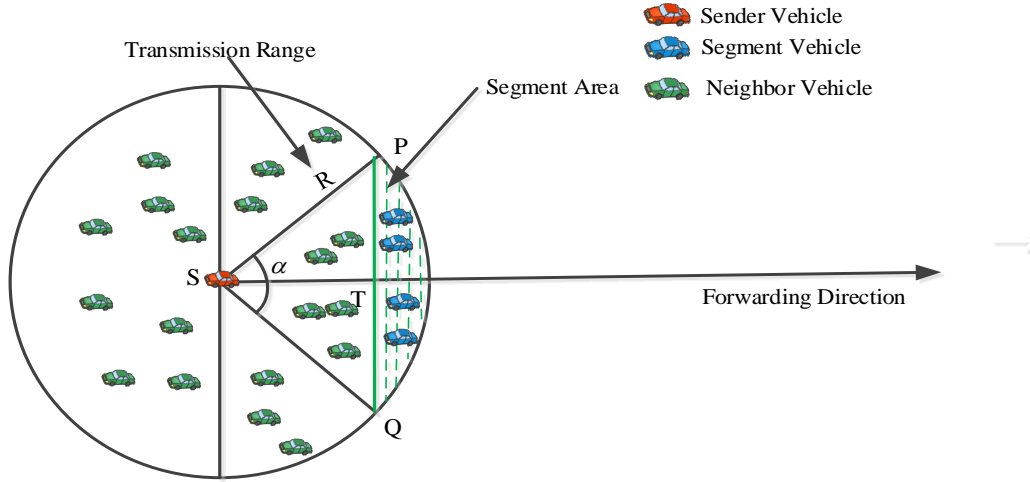 Sender Vehicle
Segment Vehicle
Neighbor Vehicle
Transmission Range
Segment Area
P
R
S
α
T
Forwarding Direction
Q